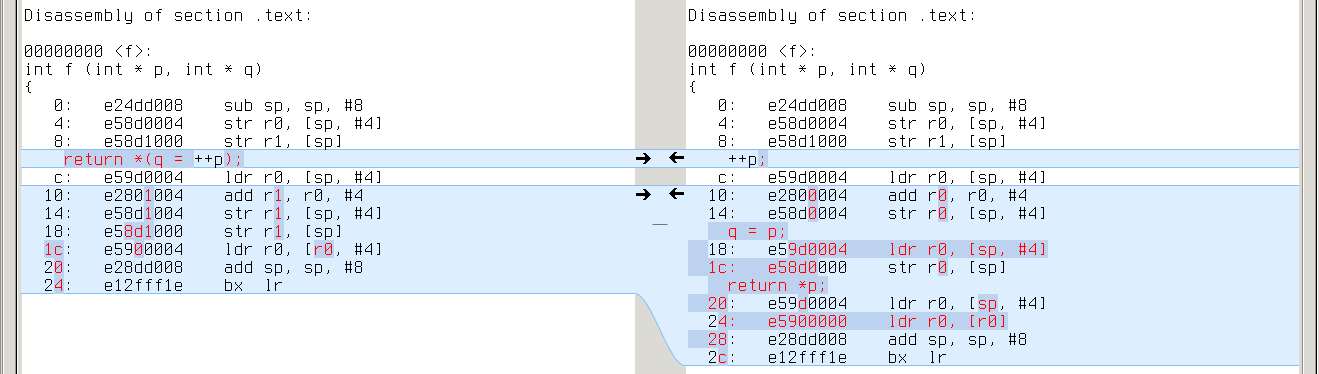 Disassembly of section .text:
00000000 <f>:
int f (int * p, int * q)
{
0: e24dd008 sub sp, sp, #8
4: e58d0004 str r0, [sp, #4]
8: e58d1000 str r1, [sp]
return *(q = ++p);
c: e59d0004 ldr r0, [sp, #4]
10: e2801004 add r1, r0, #4
14: e58d1004 str r1, [sp, #4]
18: e58d1000 str r1, [sp]
1c: e5900004 ldr r0, [r0, #4]
20: e28dd008 add sp, sp, #8
24: e12fff1e bx lr
Disassembly of section .text:
00000000 <f>:
int f (int * p, int * q)
{
0: e24dd008 sub sp, sp, #8
4: e58d0004 str r0, [sp, #4]
8: e58d1000 str r1, [sp]
++p;
c: e59d0004 ldr r0, [sp, #4]
10: e2800004 add r0, r0, #4
14: e58d0004 str r0, [sp, #4]
q = p;
18: e59d0004 ldr r0, [sp, #4]
1c: e58d0000 str r0, [sp]
return *p;
20: e59d0004 ldr r0, [sp, #4]
24: e5900000 ldr r0, [r0]
28: e28dd008 add sp, sp, #8
2c: e12fff1e bx lr